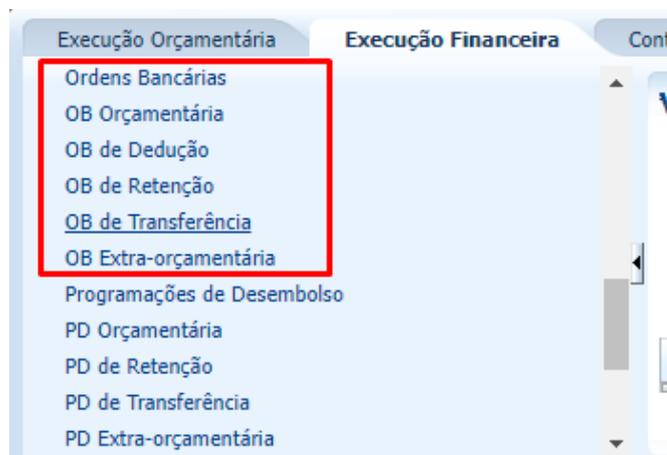 Execução Orçamentária Execução Financeira
Ordens Bancárias
OB Orçamentária
OB de Dedução
OB de Retenção
OB de Transferência
OB Extra-orçamentária
Programações de Desembolso
PD Orçamentária
PD de Retenção
PD de Transferência
PD Extra-orçamentária